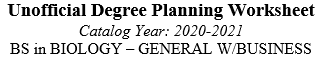 Unofficial Degree Planning Worksheet
Catalog Year: 2020-2021
BS in BIOLOGY – GENERAL W/BUSINESS